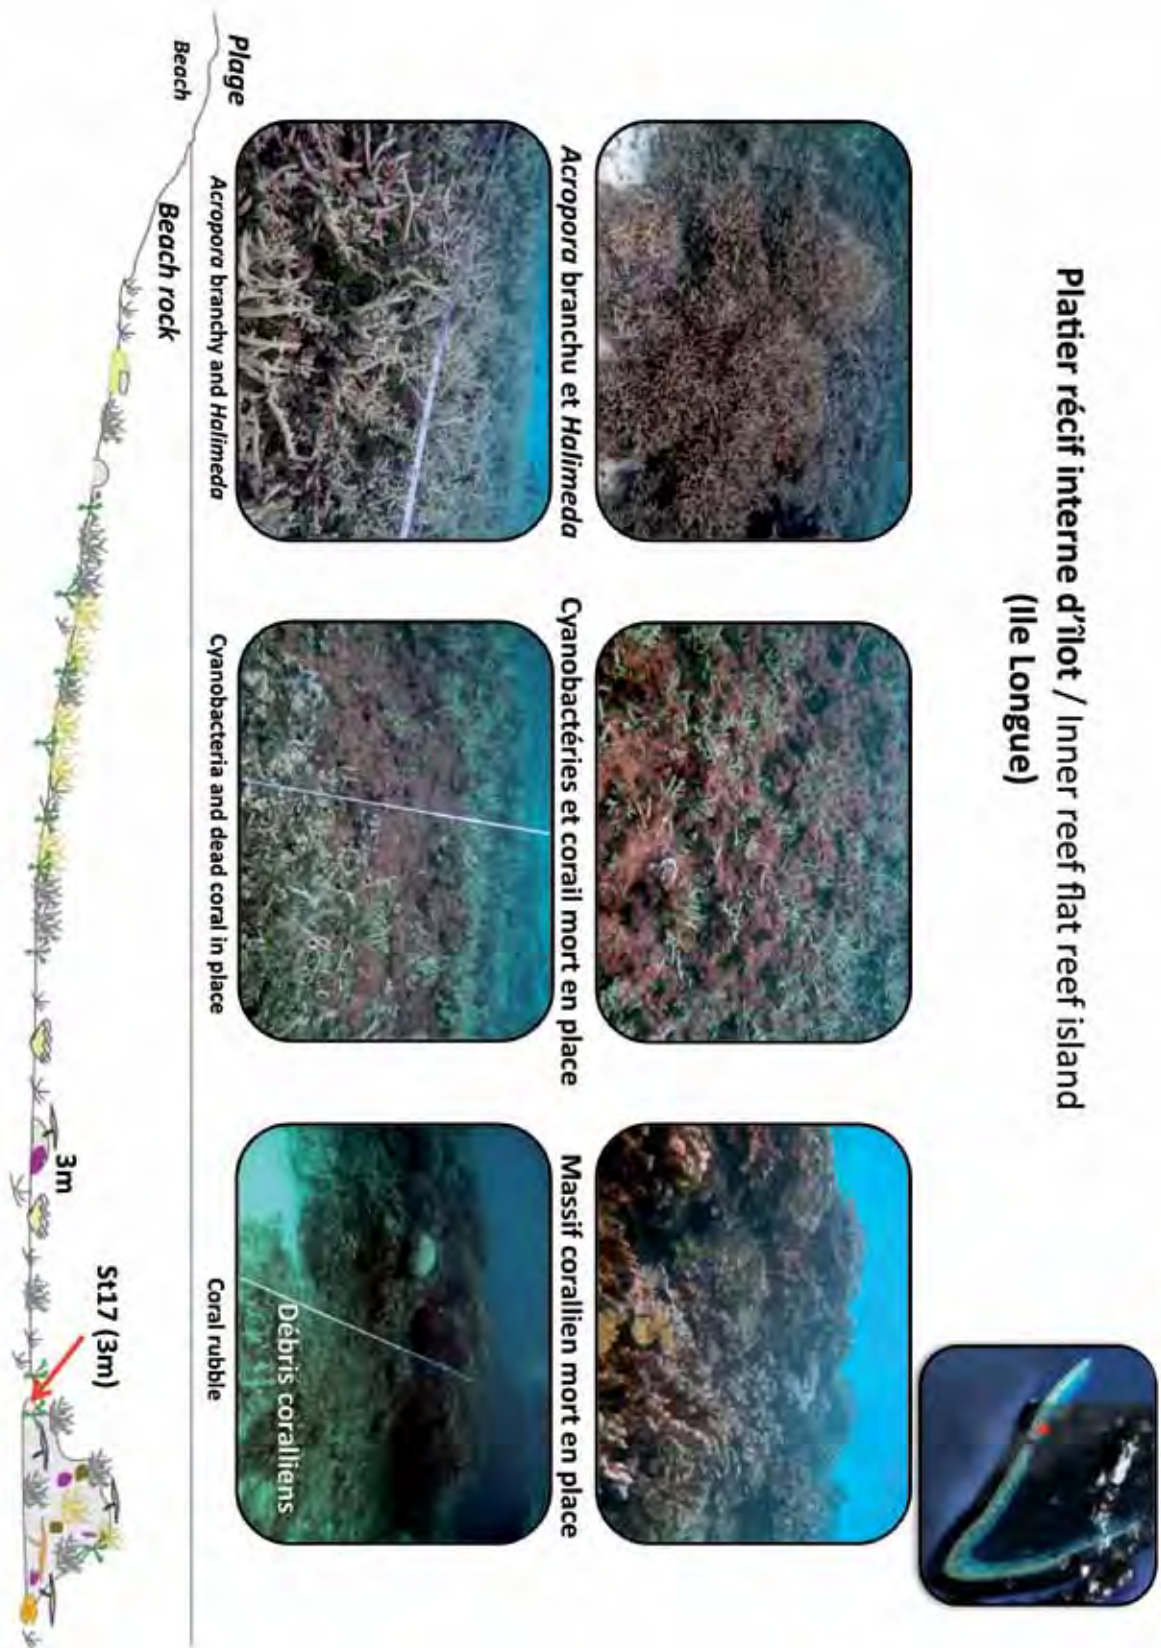 Platier récif interne d'îlot / Inner reef flat reef island
(Ile Longue)
Acropora branchu et Halimeda
Cyanobactéries et corail mort en place
Massif corallien mort en place
Débris coralliens
Acropora branchy and Halimeda
Cyanobacteria and dead coral in place
Coral rubble
Plage
Beach
Beach rock
3m
St17 (3m)